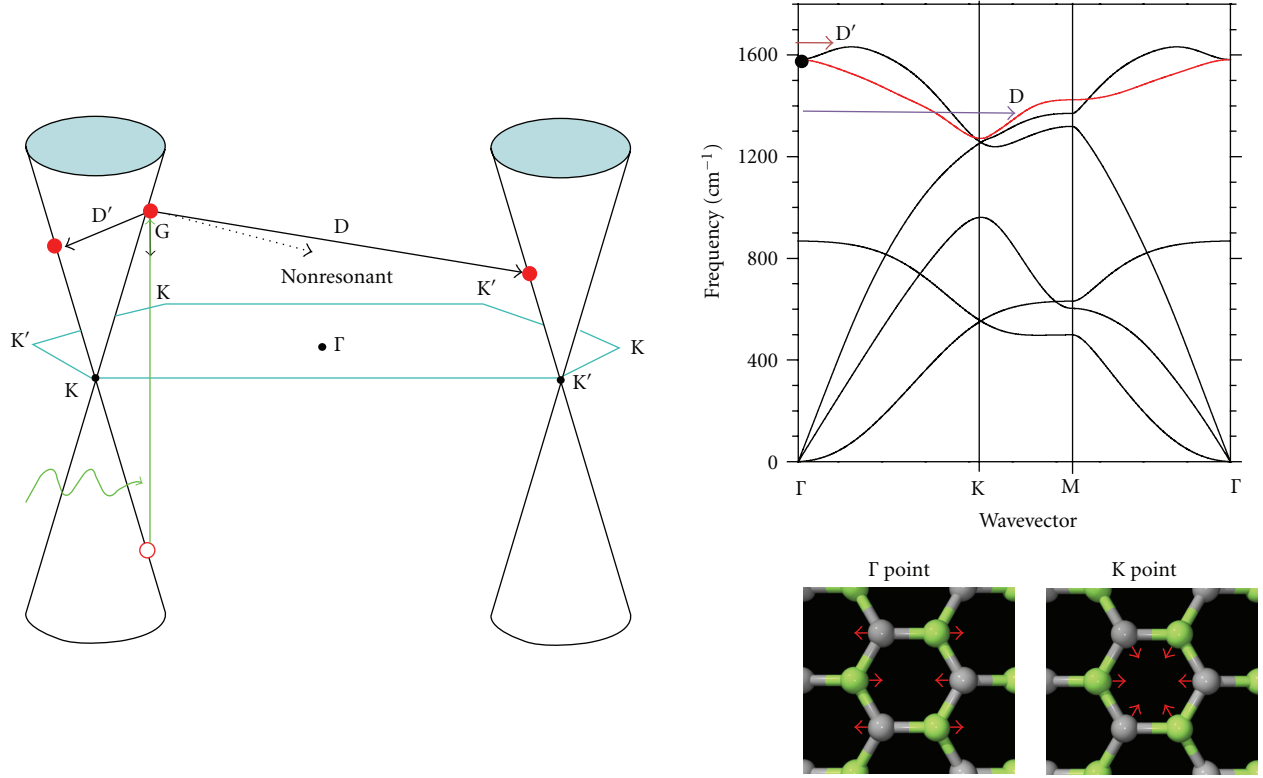 D′
G
D
Nonresonant
K
K′
K′
Γ
K
K
K′
Frequency (cm−1)
1600
1200
800
400
0
D′
D
Γ
K
M
Γ
Wavevector
Γ point
K point